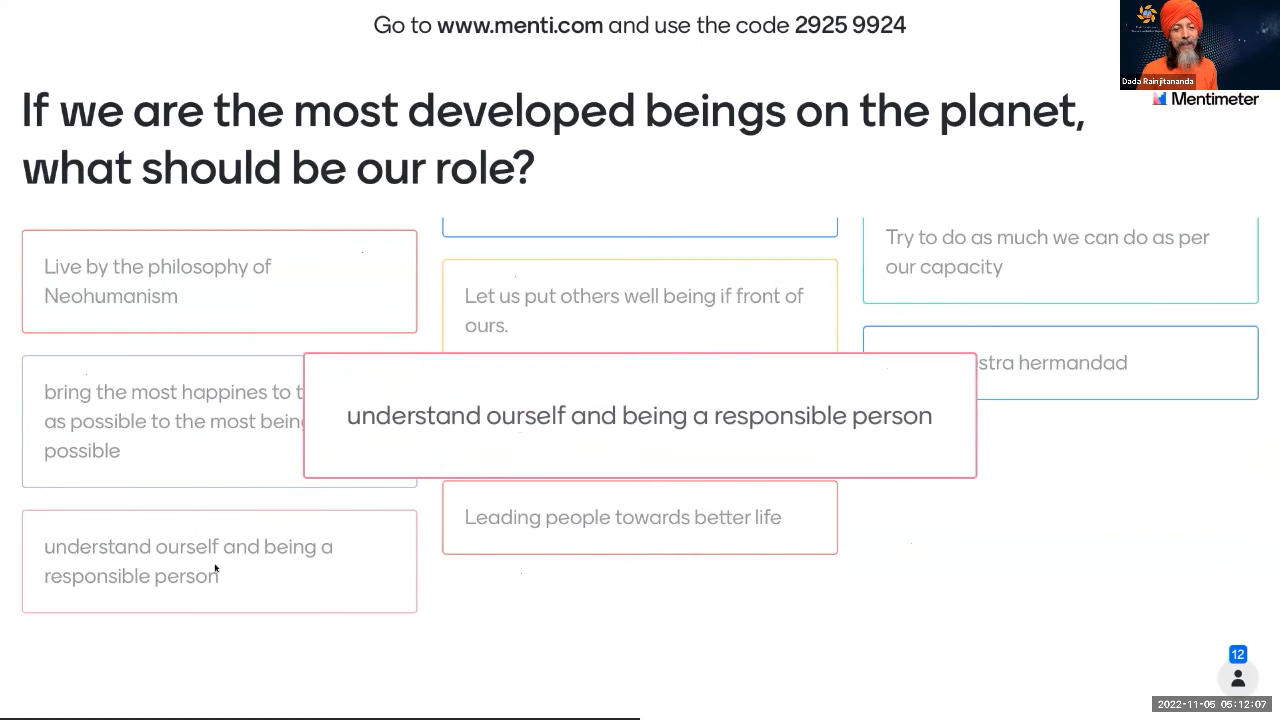 Go to www.menti.com and use the code 2925 9924
Dada Rainjitananda
Mentimeter
If we are the most developed beings on the planet,
what should be our role?
Live by the philosophy of
Neohumanism
bring the most happines to
as possible to the most
possible
understand ourself and being a
responsible person
Let us put others well being if front of
ours.
understand ourself and being a responsible person
Leading people towards better life
Try to do as much we can do as per
our capacity
hermandad
12
2022-11-05 05:12:07